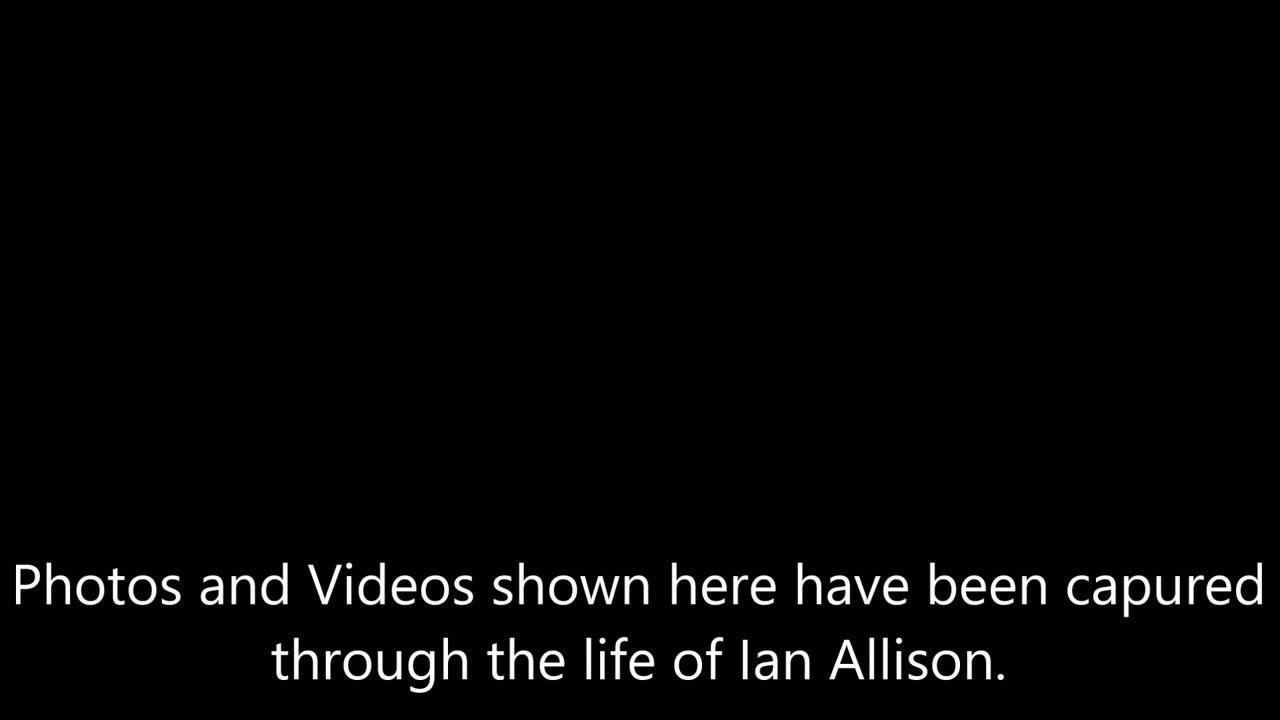 Photos and Videos shown here have been capured
through the life of Ian Allison.